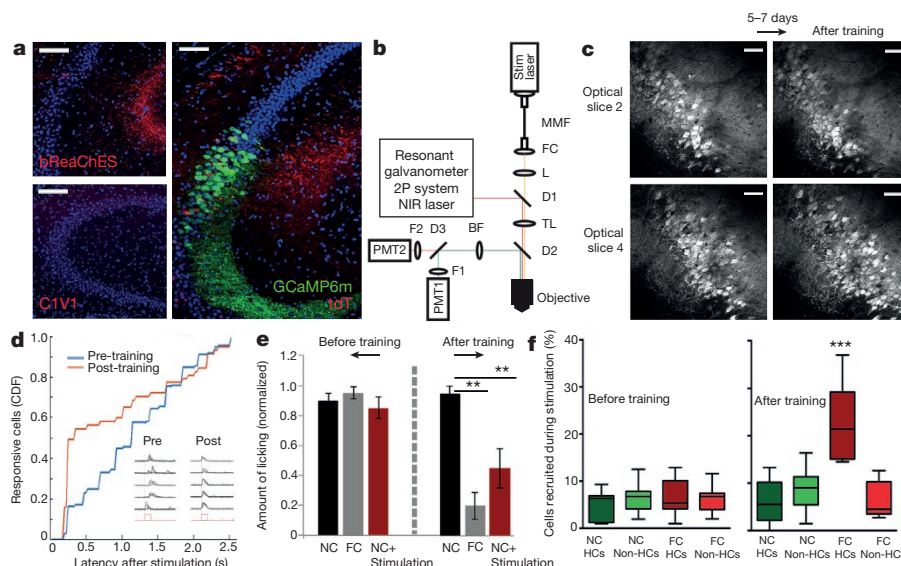 a
bReaChES
C1V1
GCaMP6m
tdT
b
Stim
laser
MMF
FC
L
Resonant
galvanometer
2P system
NIR laser
D1
TL
F2 D3 BF
D2
PMT2
F1
PMT1
Objective
c
5–7 days
After training
Optical
slice 2
Optical
slice 4
d
Responsive cells (CDF)
1.0
0.8
0.6
0.4
0.2
Pre-training
Post-training
Pre Post
0 0.5 1.0 1.5 2.0 2.5
Latency after stimulation (s)
e
Amount of licking (normalized)
1.2
1.0
0.8
0.6
0.4
0.2
0
Before training
After training
**
**
NC FC NC+
Stimulation
NC FC NC+
Stimulation
f
Cells recruited during stimulation (%)
40
30
20
10
0
Before training
After training
***
NC
HCs
NC
Non-HCs
FC
HCs
FC
Non-HCs
NC
HCs
NC
Non-HCs
FC
HCs
FC
Non-HCs